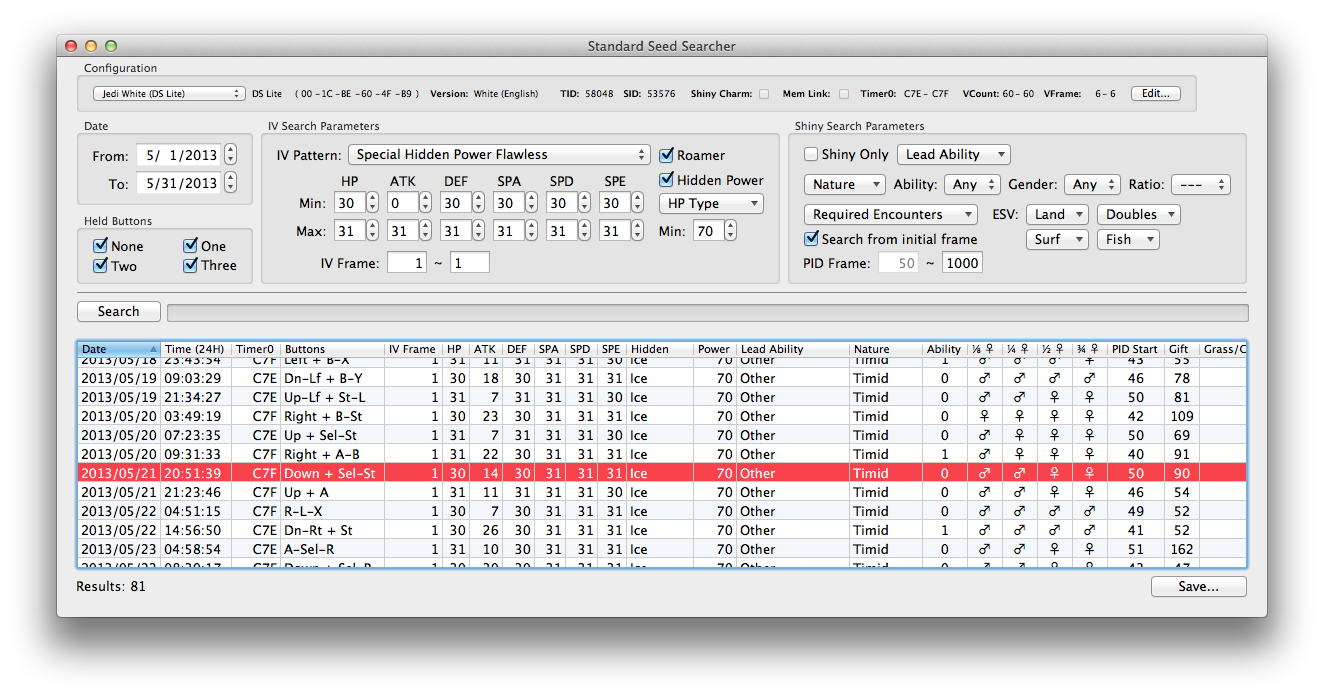 Standard Seed Searcher
Configuration
Jedi White (DS Lite) DS Lite ( 00 -1C -BE -60 -4F -B9 ) Version: White (English) TID: 58048 SID: 53576 Shiny Charm: Mem Link: Timer0: C7E - C7F VCount: 60 - 60 VFrame: 6 - 6 Edit...
Date
From: 5/ 1/2013
To: 5/31/2013
Held Buttons
None One
Two Three
IV Search Parameters
IV Pattern: Special Hidden Power Flawless Roamer
HP ATK DEF SPA SPD SPE Hidden Power
Min: 30 0 30 30 30 30 HP Type
Max: 31 31 31 31 31 31 Min: 70
IV Frame: 1 ~ 1
Shiny Search Parameters
Shiny Only Lead Ability
Nature Ability: Any Gender: Any Ratio: ---
Required Encounters ESV: Land Doubles
Search from initial frame Surf Fish
PID Frame: 50 ~ 1000
Search
Date Time (24H) Timer0 Buttons IV Frame HP ATK DEF SPA SPD SPE Hidden Power Lead Ability Nature Ability ⅛ ♀ ¼ ♀ ½ ♀ ¾ ♀ PID Start Gift Grass/C
2013/05/18 23:43:54 C7F Left + B-X 1 31 11 31 31 31 30 Ice 70 Other Timid 1 ♂ ♂ ♂ ♀ 43 55
2013/05/19 09:03:29 C7E Dn-Lf + B-Y 1 30 18 30 31 31 31 Ice 70 Other Timid 0 ♂ ♂ ♂ ♂ 46 78
2013/05/19 21:34:27 C7E Up-Lf + St-L 1 31 7 31 31 31 30 Ice 70 Other Timid 0 ♂ ♂ ♀ ♀ 50 81
2013/05/20 03:49:19 C7F Right + B-St 1 30 23 30 31 31 31 Ice 70 Other Timid 0 ♀ ♀ ♀ ♀ 42 109
2013/05/20 07:23:35 C7E Up + Sel-St 1 31 7 31 31 31 30 Ice 70 Other Timid 0 ♂ ♀ ♀ ♀ 50 69
2013/05/20 09:31:33 C7F Right + A-B 1 31 22 30 31 31 31 Ice 70 Other Timid 1 ♂ ♀ ♀ ♀ 40 91
2013/05/21 20:51:39 C7F Down + Sel-St 1 30 14 30 31 31 31 Ice 70 Other Timid 0 ♂ ♂ ♀ ♀ 50 90
2013/05/21 21:23:46 C7F Up + A 1 31 11 31 31 31 30 Ice 70 Other Timid 0 ♂ ♂ ♀ ♀ 46 54
2013/05/22 04:51:15 C7F R-L-X 1 30 7 30 31 31 31 Ice 70 Other Timid 0 ♂ ♂ ♂ ♂ 49 52
2013/05/22 14:56:50 C7E Dn-Rt + St 1 30 26 30 31 31 31 Ice 70 Other Timid 1 ♂ ♂ ♂ ♂ 41 52
2013/05/23 04:58:54 C7E A-Sel-R 1 31 10 30 31 31 31 Ice 70 Other Timid 0 ♂ ♂ ♀ ♀ 51 162
Results: 81
Save...